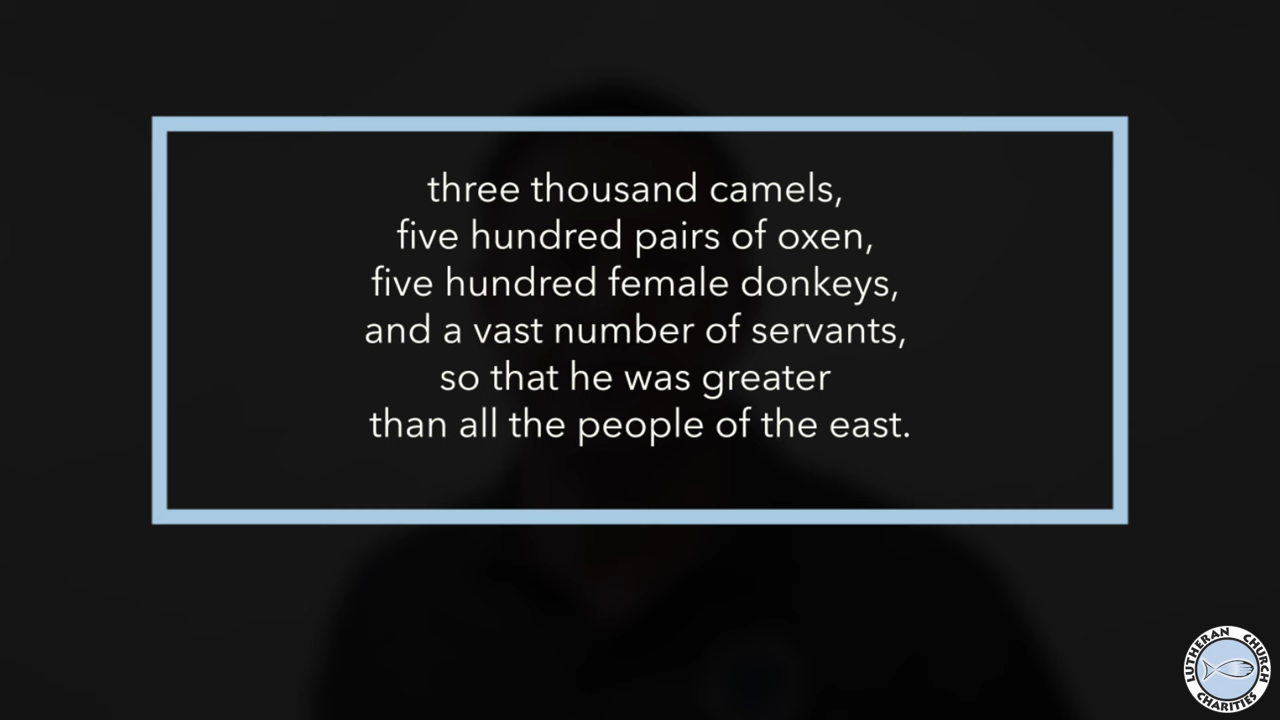 three thousand camels,
five hundred pairs of oxen,
five hundred female donkeys,
and a vast number of servants,
so that he was greater
than all the people of the east.
LUTHERAN CHURCH
CHARITIES